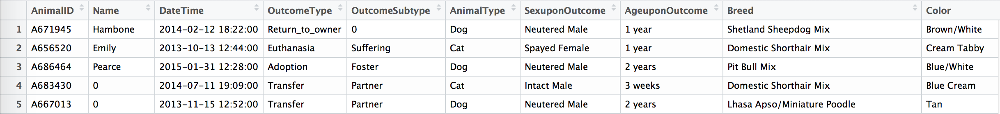 AnimalID Name DateTime OutcomeType OutcomeSubtype AnimalType SexuponOutcome AgeuponOutcome Breed Color
1 A671945 Hambone 2014-02-12 18:22:00 Return_to_owner 0 Dog Neutered Male 1 year Shetland Sheepdog Mix Brown/White
2 A656520 Emily 2013-10-13 12:44:00 Euthanasia Suffering Cat Spayed Female 1 year Domestic Shorthair Mix Cream Tabby
3 A686464 Pearce 2015-01-31 12:28:00 Adoption Foster Dog Neutered Male 2 years Pit Bull Mix Blue/White
4 A683430 0 2014-07-11 19:09:00 Transfer Partner Cat Intact Male 3 weeks Domestic Shorthair Mix Blue Cream
5 A667013 0 2013-11-15 12:52:00 Transfer Partner Dog Neutered Male 2 years Lhasa Apso/Miniature Poodle Tan